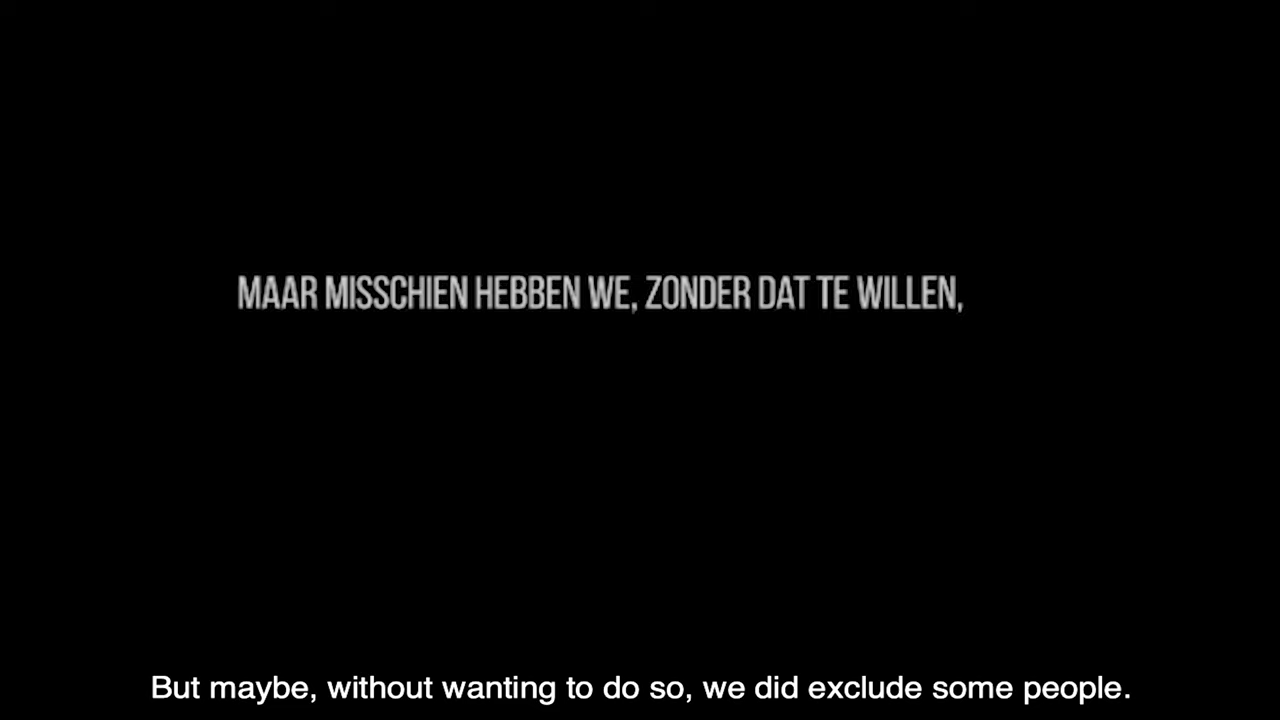 MAAR MISSCHIEN HEBBEN WE, ZONDER DAT TE WILLEN,
But maybe, without wanting to do so, we did exclude some people.